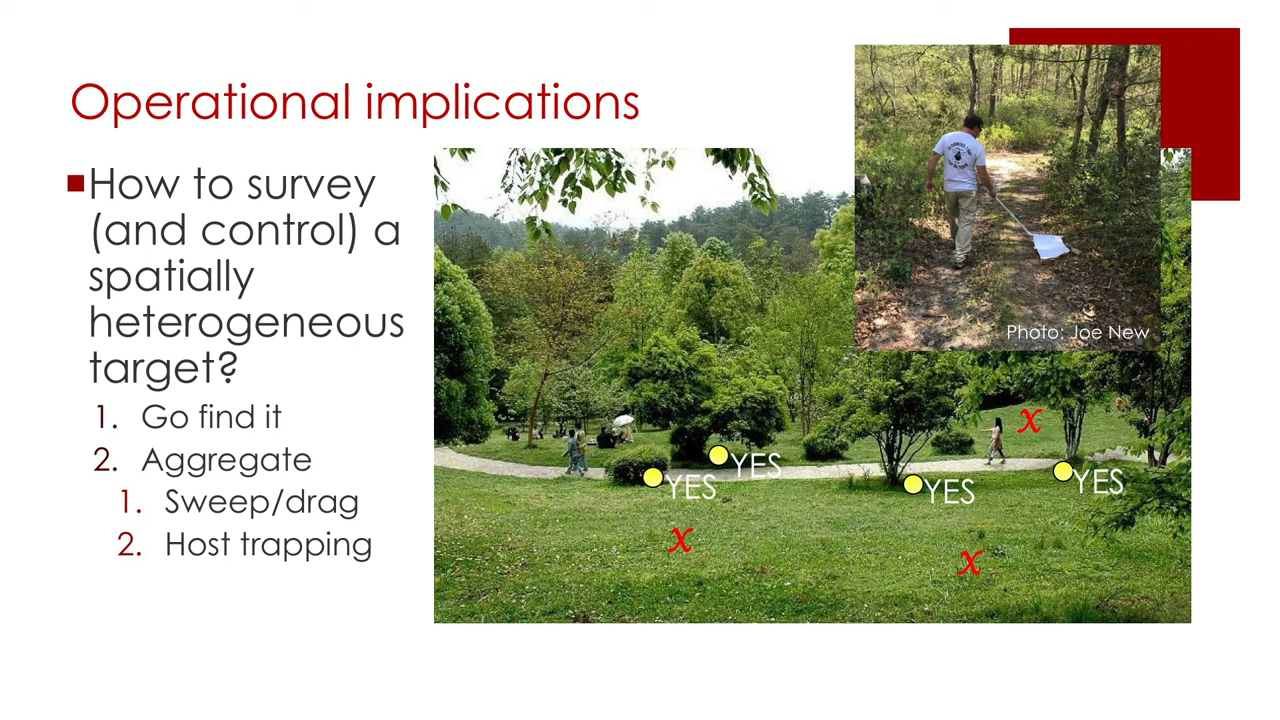 Operational implications
■How to survey
(and control) a
spatially
heterogeneous
target?
1. Go find it
2. Aggregate
1. Sweep/drag
2. Host trapping
Photo: Joe New
x
YES
YES
YES
YES
x
x